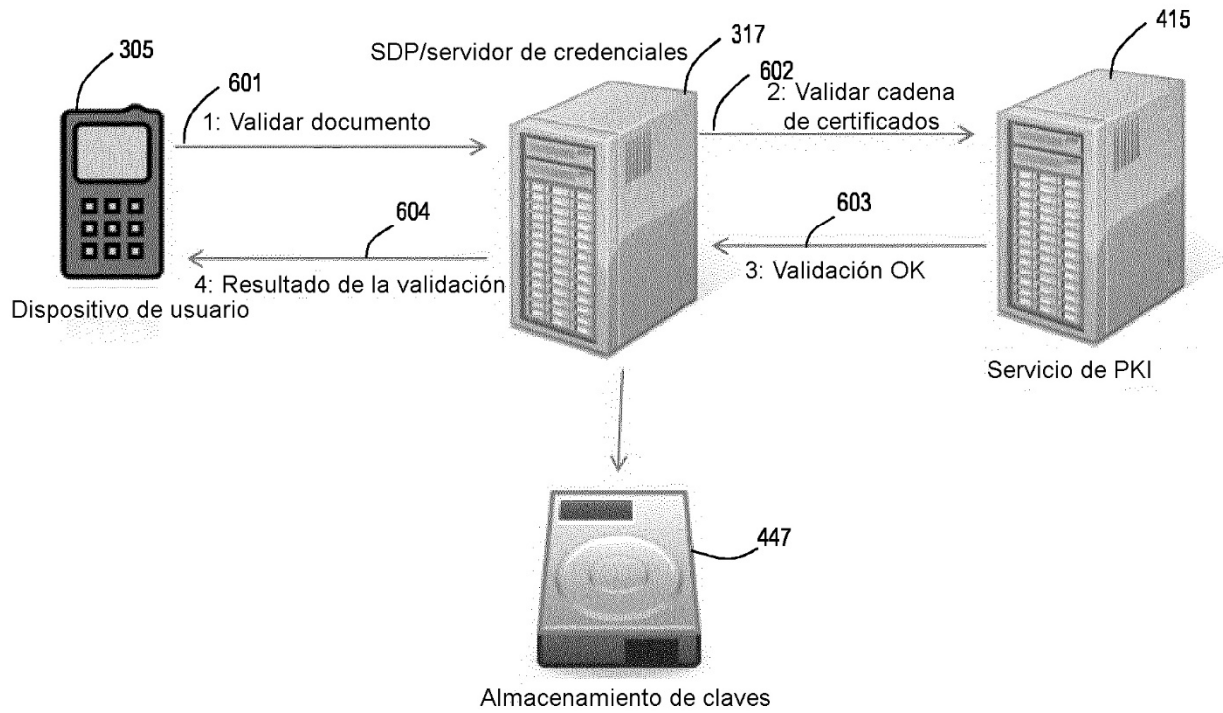 305
601
1: Validar documento
SDP/servidor de credenciales
317
602
2: Validar cadena
de certificados
415
604
4: Resultado de la validación
603
3: Validación OK
Dispositivo de usuario
Servicio de PKI
447
Almacenamiento de claves